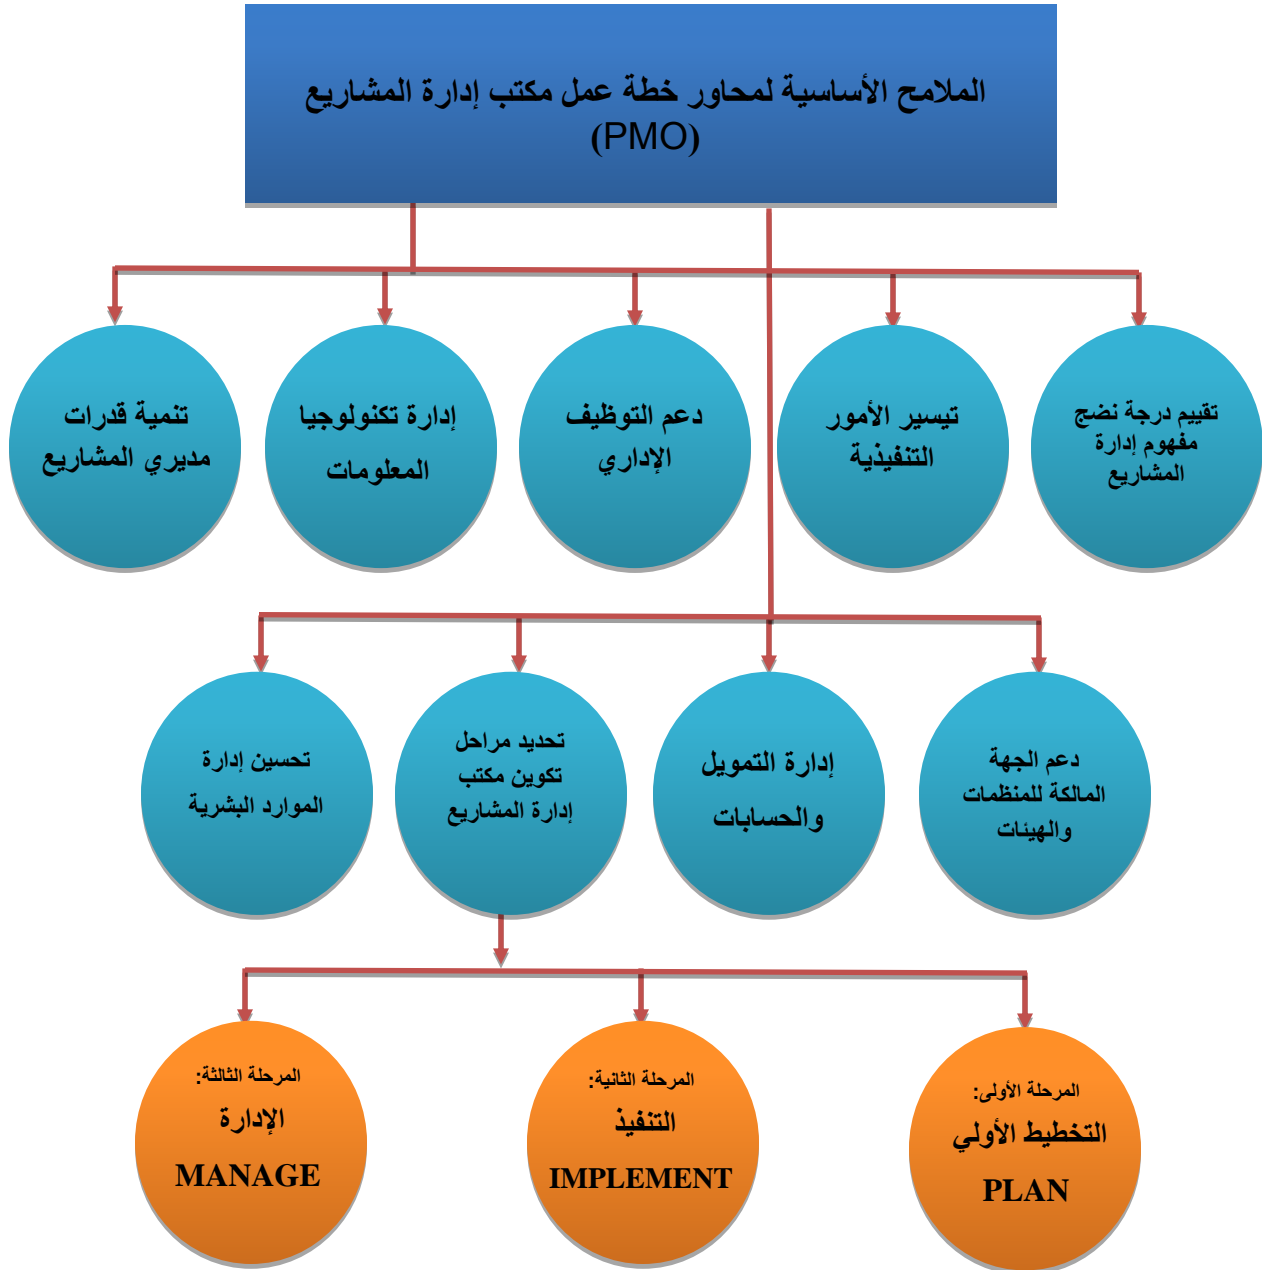 الملامح الأساسية لمحاور خطة عمل مكتب إدارة المشاريع
(PMO)
تقييم درجة نضج
مفهوم إدارة
المشاريع
تيسير الأمور
التنفيذية
دعم التوظيف
الإداري
إدارة تكنولوجيا
المعلومات
تنمية قدرات
مديري المشاريع
دعم الجهة
المالكة للمنظمات
والهيئات
إدارة التمويل
والحسابات
تحديد مراحل
تكوين مكتب
إدارة المشاريع
تحسين إدارة
الموارد البشرية
المرحلة الأولى:
التخطيط الأولي
PLAN
المرحلة الثانية:
التنفيذ
IMPLEMENT
المرحلة الثالثة:
الإدارة
MANAGE